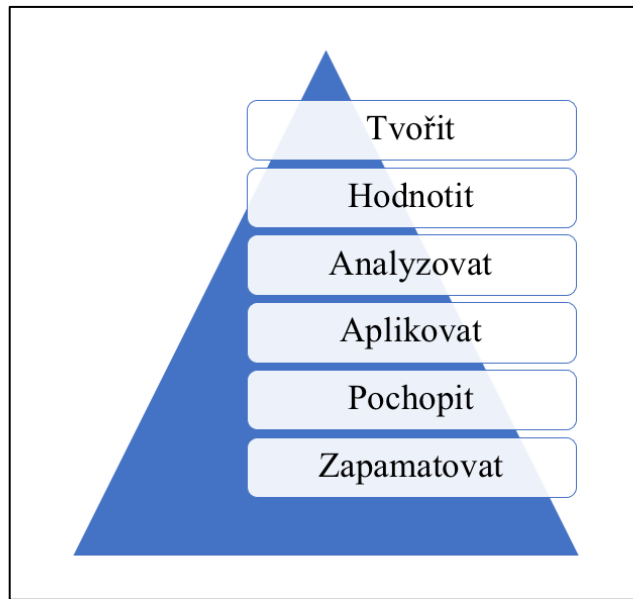 Tvořit
Hodnotit
Analyzovat
Aplikovat
Pochopit
Zapamatovat